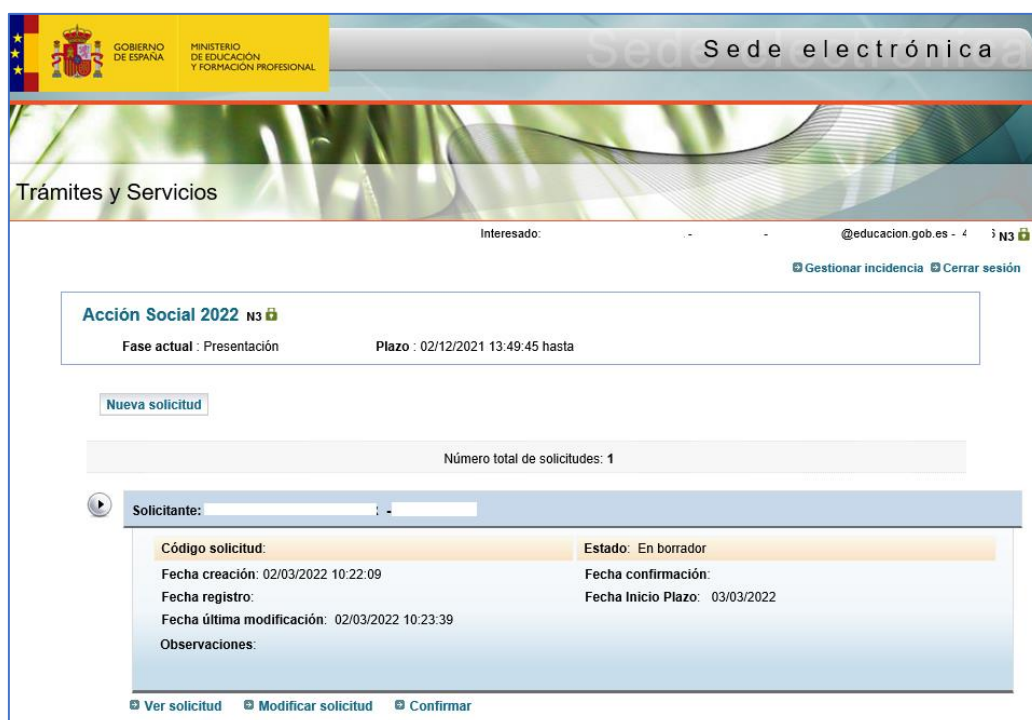 GOBIERNO DE ESPAÑA
MINISTERIO DE EDUCACIÓN Y FORMACIÓN PROFESIONAL
Sede electrónica
Trámites y Servicios
Interesado: - - @educacion.gob.es - N3
Gestionar incidencia Cerrar sesión
Acción Social 2022 N3
Fase actual : Presentación Plazo : 02/12/2021 13:49:45 hasta
Nueva solicitud
Número total de solicitudes: 1
Solicitante: : -
Código solicitud: Estado: En borrador
Fecha creación: 02/03/2022 10:22:09 Fecha confirmación:
Fecha registro: Fecha Inicio Plazo: 03/03/2022
Fecha última modificación: 02/03/2022 10:23:39
Observaciones:
Ver solicitud Modificar solicitud Confirmar